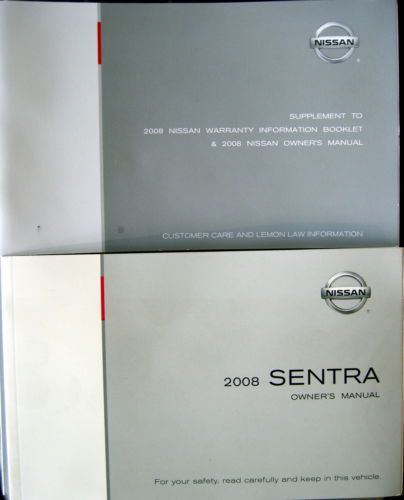 NISSAN
SUPPLEMENT TO
2008 NISSAN WARRANTY INFORMATION BOOKLET
& 2008 NISSAN OWNER'S MANUAL
CUSTOMER CARE AND LEMON LAW INFORMATION
NISSAN
2008 SENTRA
OWNER'S MANUAL
For your safety, read carefully and keep in this vehicle.